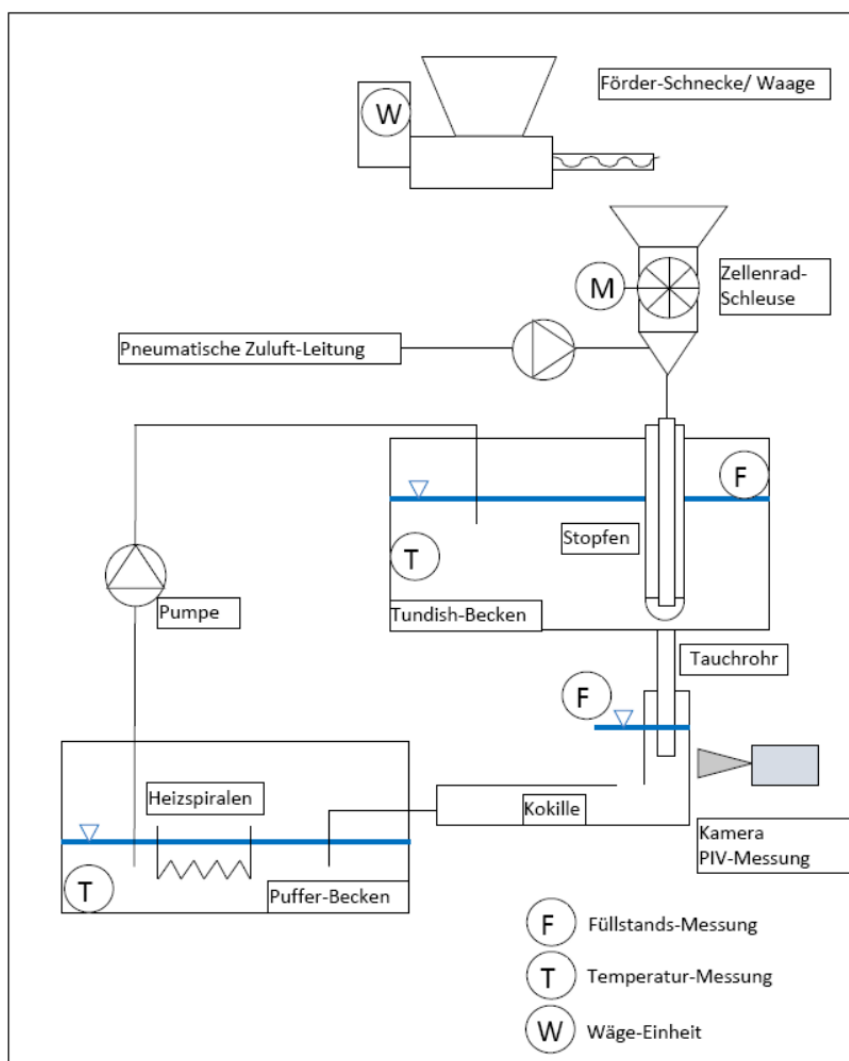 Förder-Schnecke/ Waage
W
Zellenrad-
Schleuse
M
Pneumatische Zuluft-Leitung
F
Stopfen
T
Tundish-Becken
Pumpe
Tauchrohr
F
Heizspiralen
Kokille
Kamera
PIV-Messung
T
Puffer-Becken
F Füllstands-Messung
T Temperatur-Messung
W Wäge-Einheit